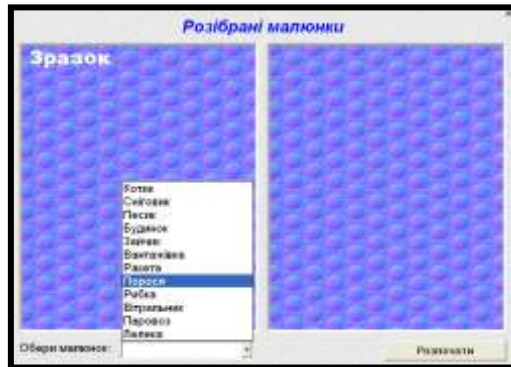 Розібрані малюнки
Зразок
Котик
Сніговик
Песик
Будинок
Зайчик
Вантажівка
Ракета
Порося
Рибка
Вітрильник
Паровоз
Лелека
Обери малюнок:
Розпочати